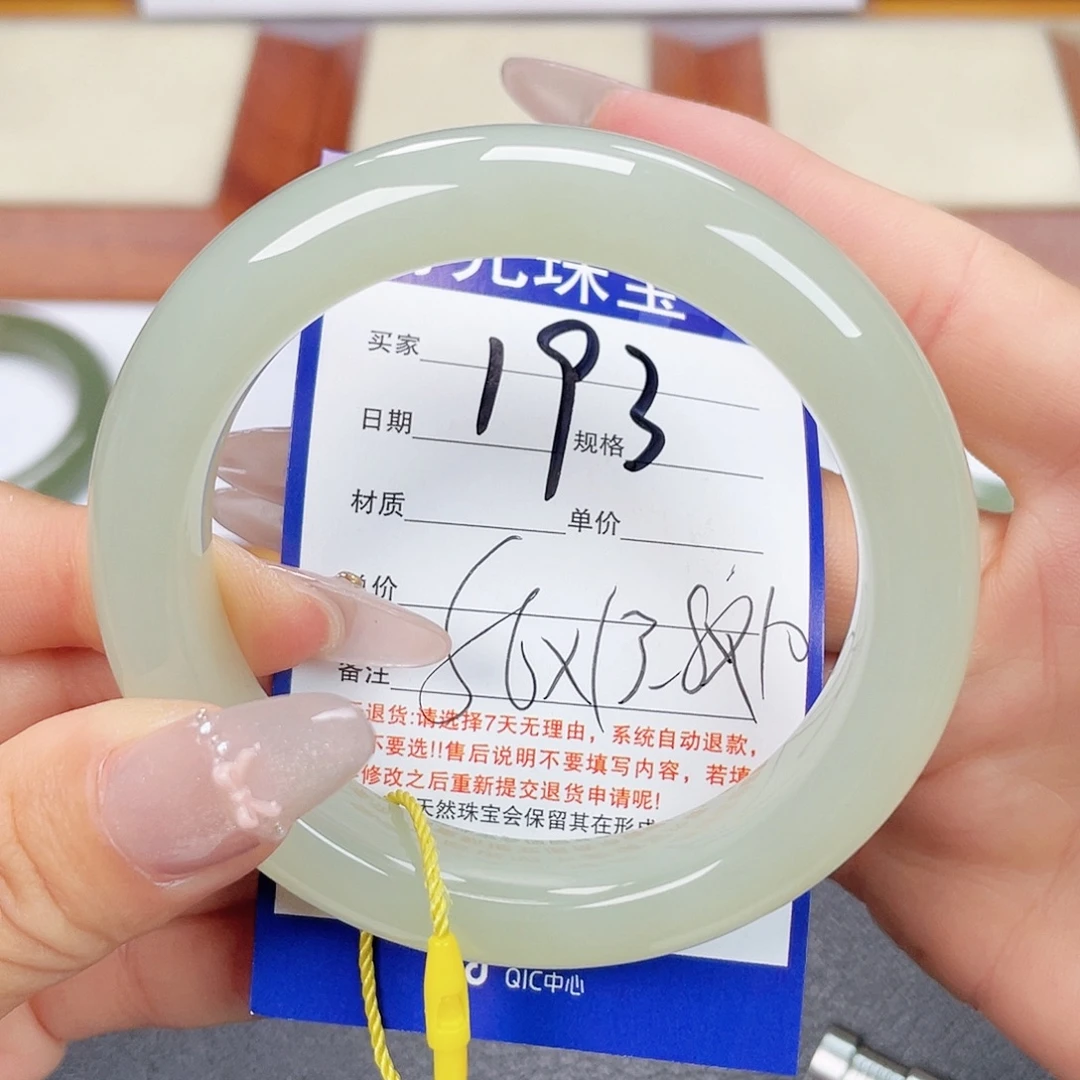 元珠宝
买家
193
日期 规格
材质 单价
单价
56x13.8x10
备注
退货:请选择7天无理由，系统自动退款，
不要选!!售后说明不要填写内容，若填
修改之后重新提交退货申请呢!
天然珠宝会保留其在形成
QIC中心